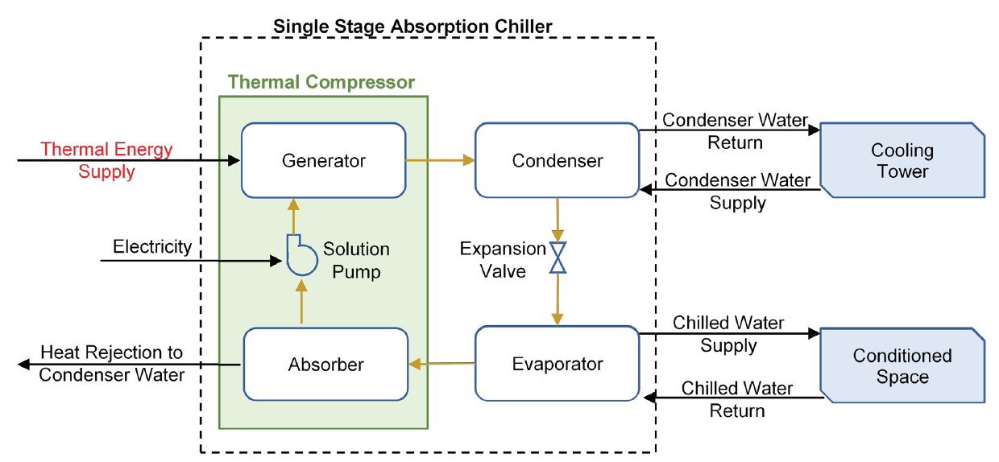 Single Stage Absorption Chiller
Thermal Compressor
Thermal Energy
Supply
Generator
Condenser
Condenser Water
Return
Cooling
Tower
Condenser Water
Supply
Electricity
Solution
Pump
Expansion
Valve
Heat Rejection to
Condenser Water
Absorber
Evaporator
Chilled Water
Supply
Conditioned
Space
Chilled Water
Return